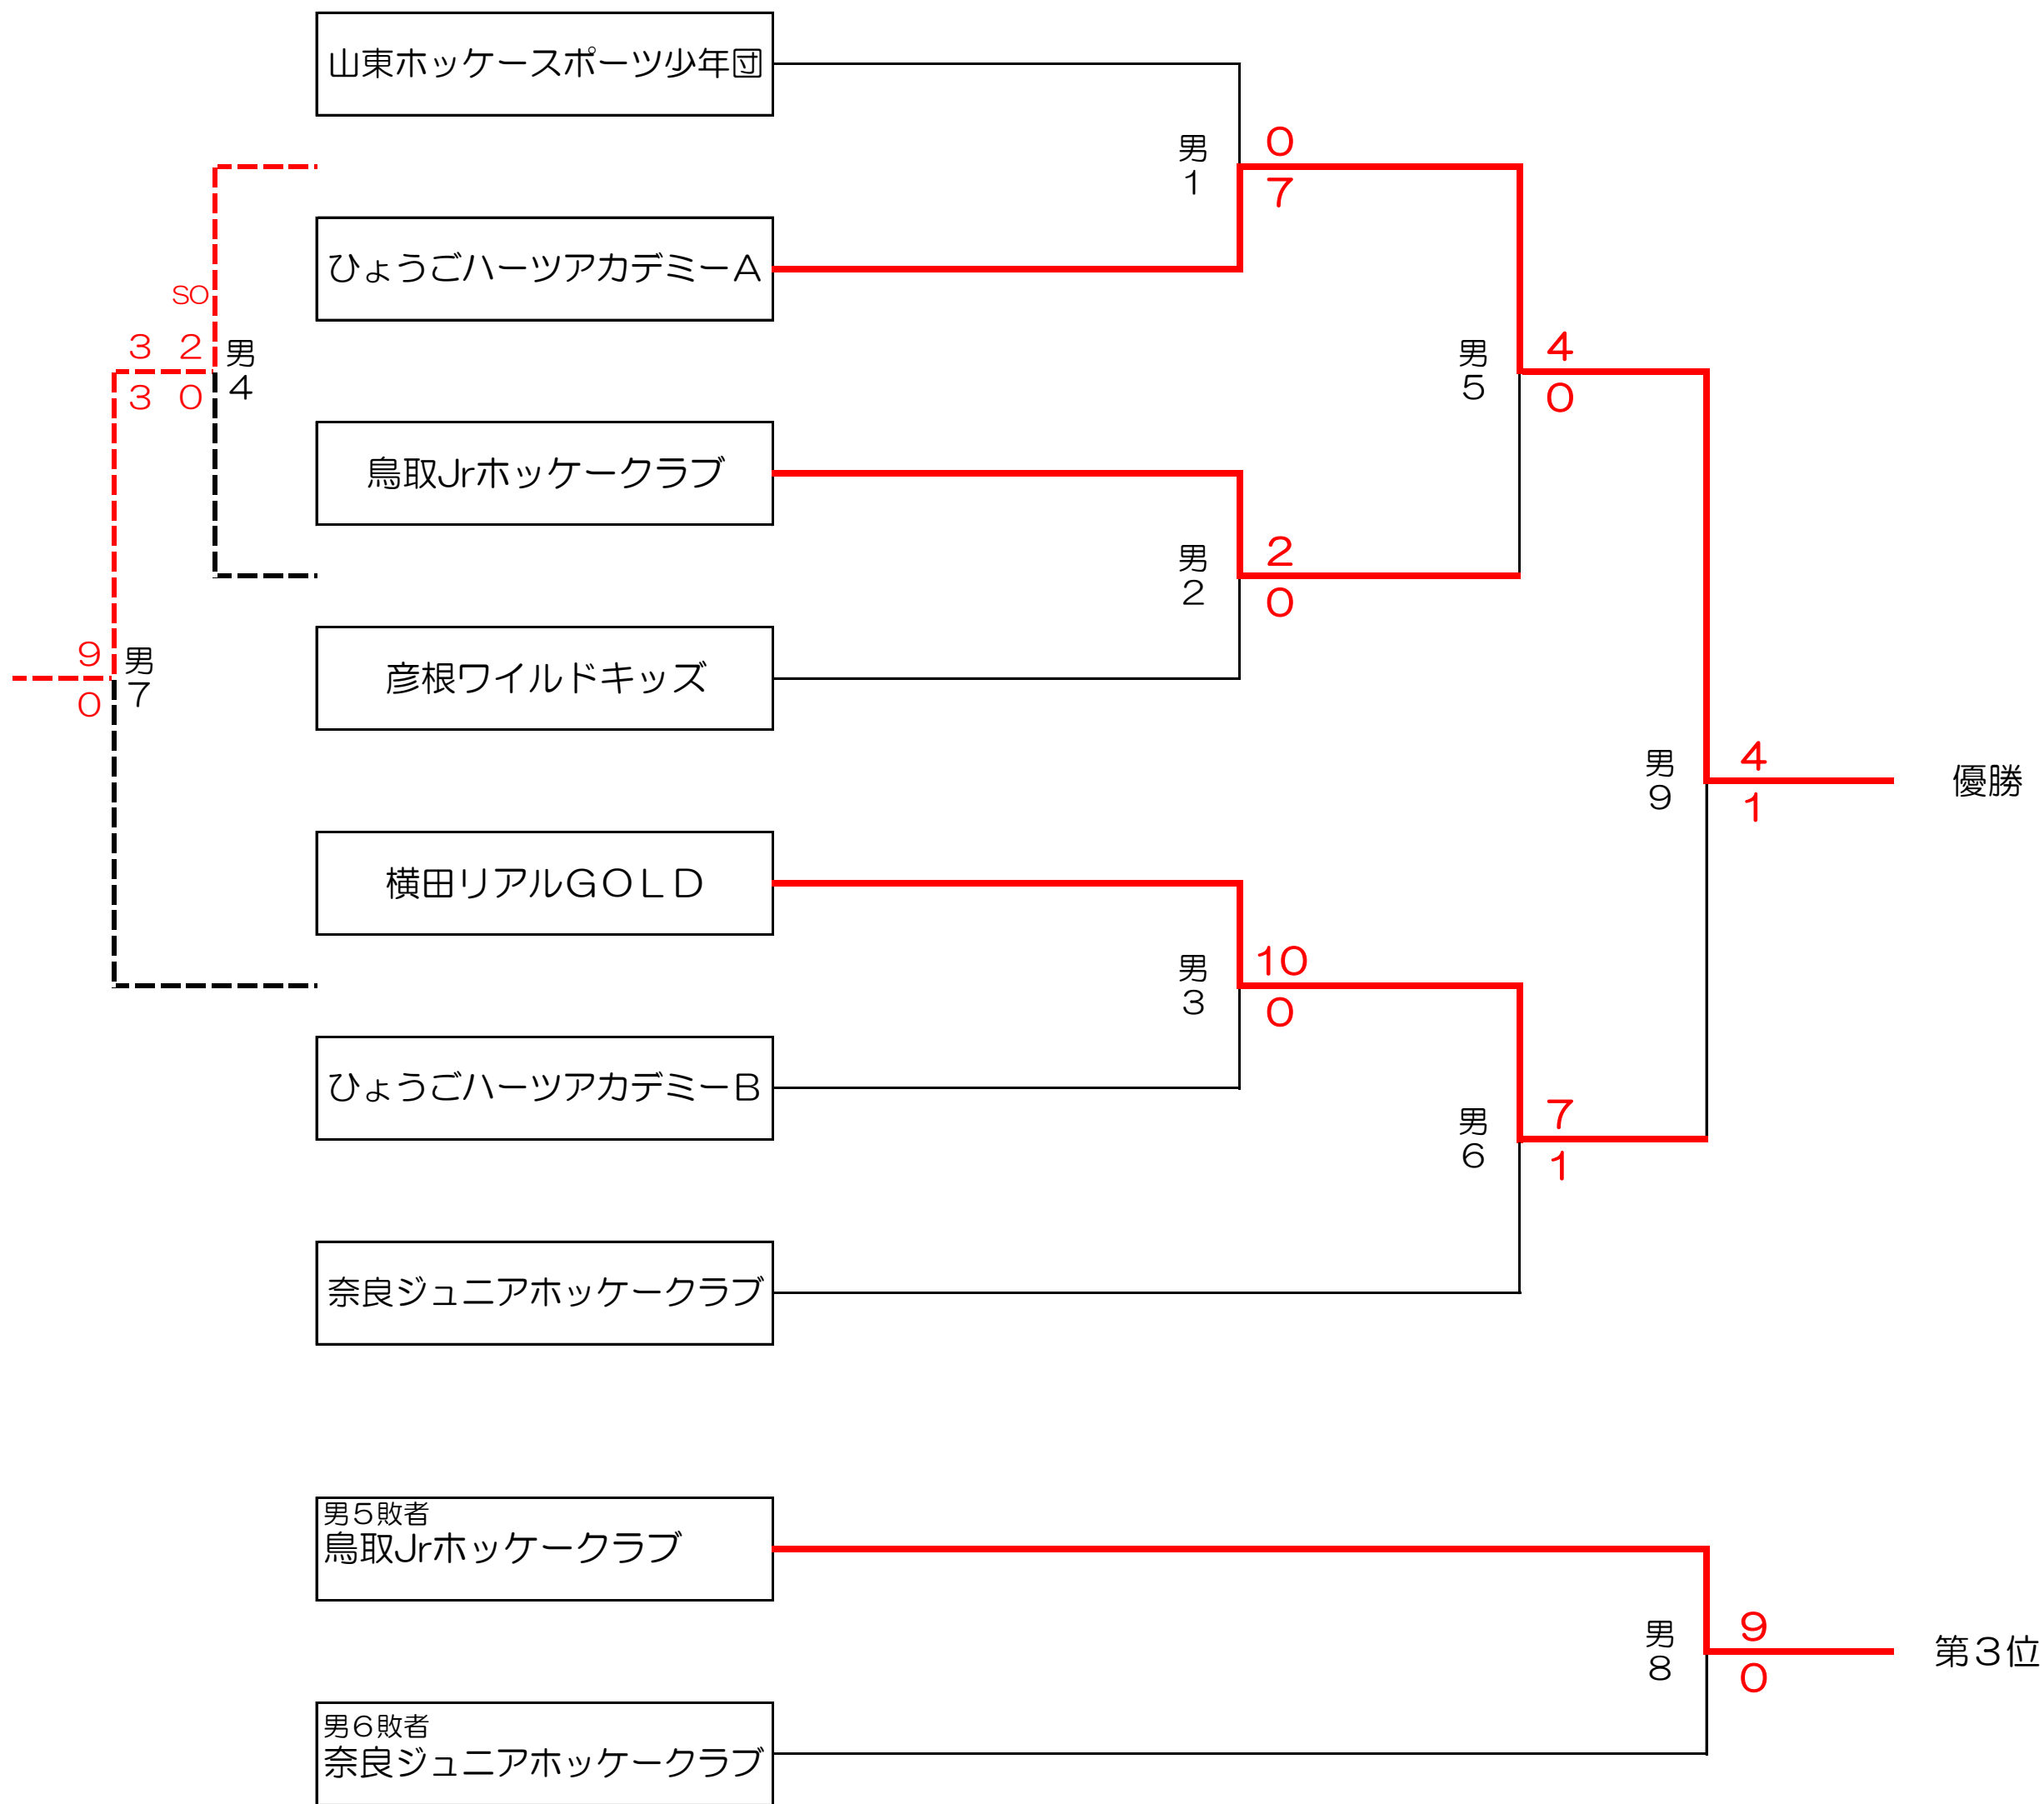 山東ホッケースポーツ少年団
男1
0
7
ひょうごハーツアカデミーA
SO
3 2
3 0
男4
男5
4
0
鳥取Jrホッケークラブ
男2
2
0
彦根ワイルドキッズ
9
0
男7
男9
4
1
優勝
横田リアルGOLD
男3
10
0
ひょうごハーツアカデミーB
男6
7
1
奈良ジュニアホッケークラブ
男5敗者
鳥取Jrホッケークラブ
男8
9
0
第3位
男6敗者
奈良ジュニアホッケークラブ